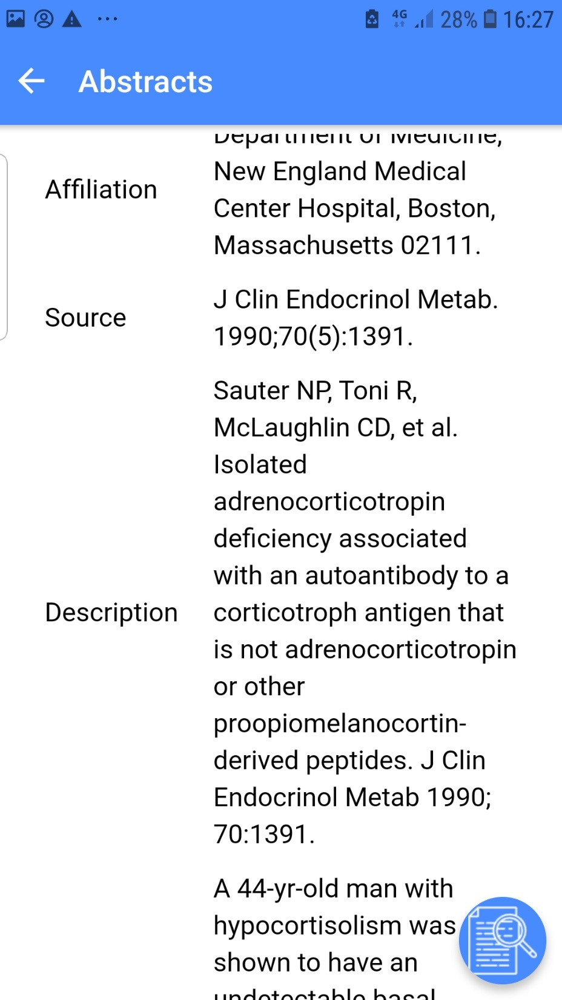 4G 28% 16:27
Abstracts
Department of Medicine,
New England Medical
Center Hospital, Boston,
Massachusetts 02111.
Affiliation
J Clin Endocrinol Metab.
1990;70(5):1391.
Source
Sauter NP, Toni R,
McLaughlin CD, et al.
Isolated
adrenocorticotropin
deficiency associated
with an autoantibody to a
corticotroph antigen that
is not adrenocorticotropin
or other
proopiomelanocortin-
derived peptides. J Clin
Endocrinol Metab 1990;
70:1391.
Description
A 44-yr-old man with
hypocortisolism was
shown to have an
undetectable basal